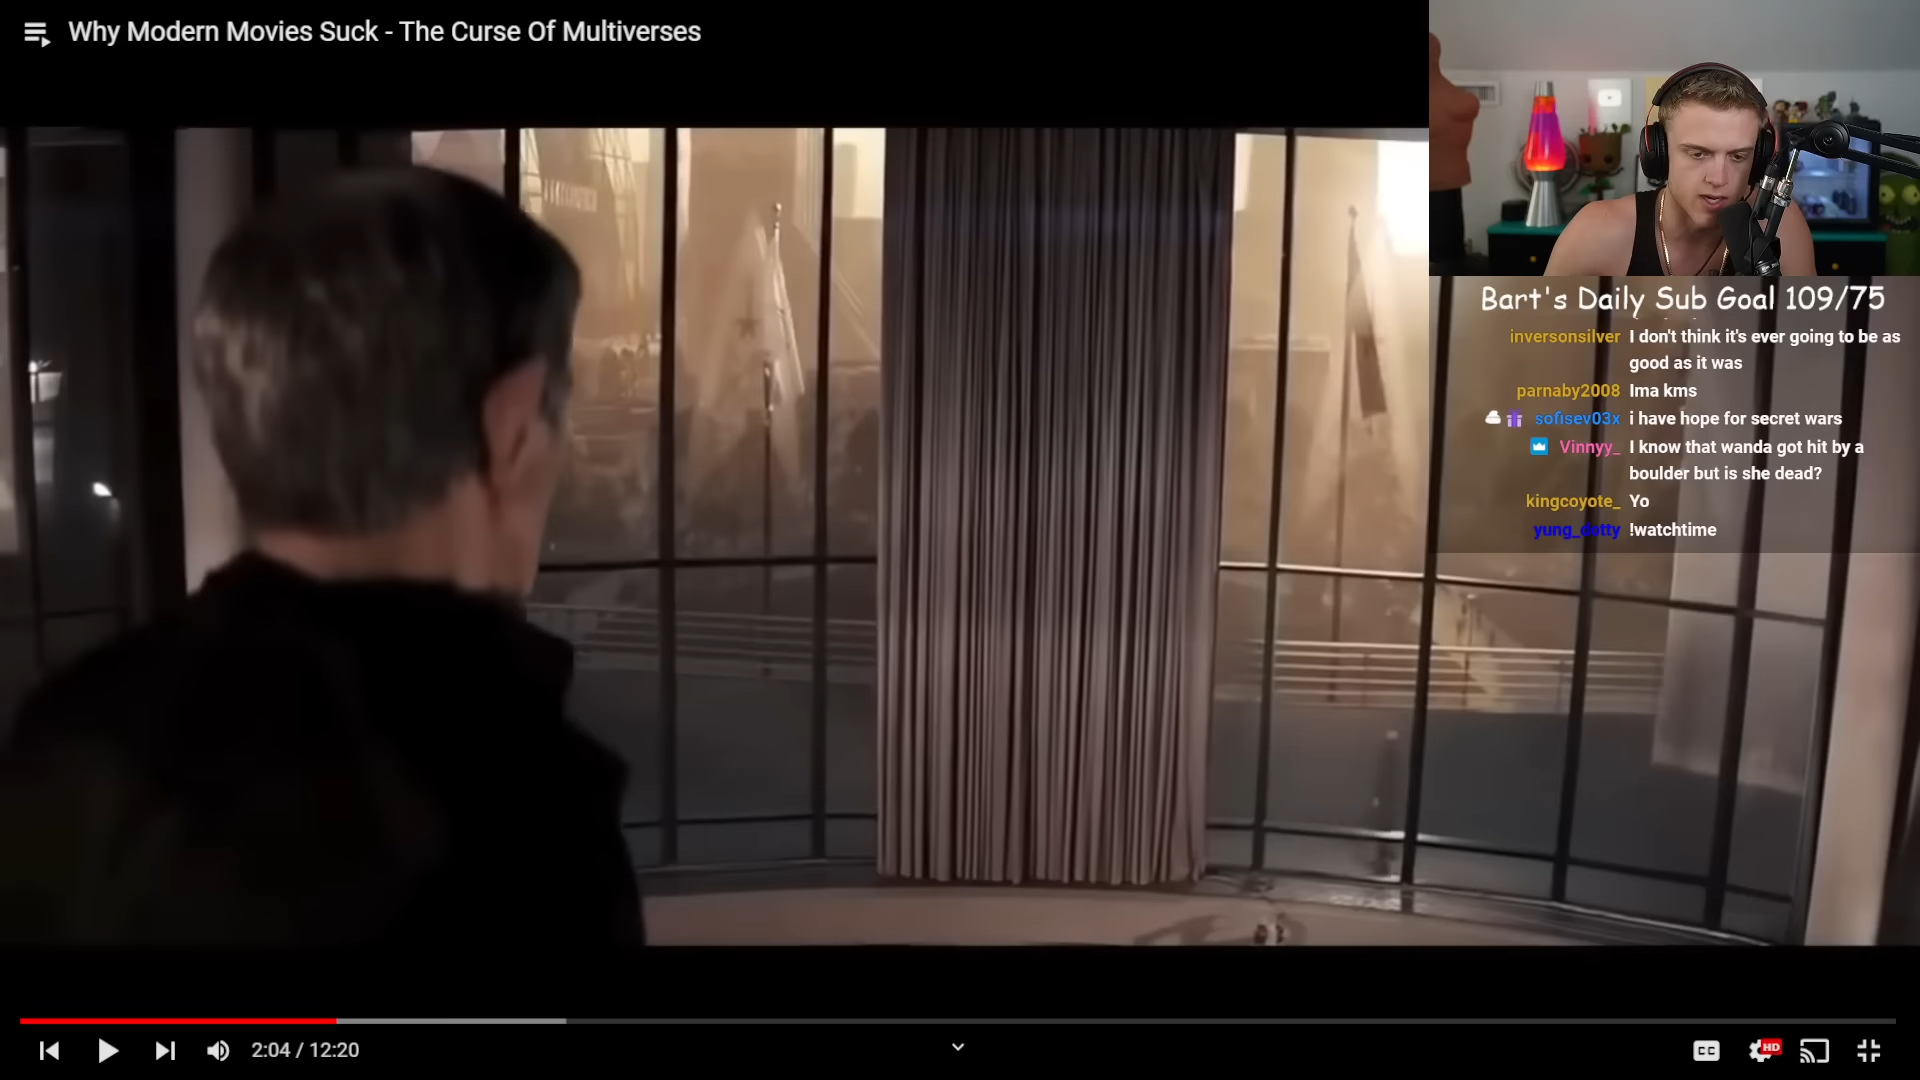 Why Modern Movies Suck - The Curse Of Multiverses
Bart's Daily Sub Goal 109/75
inversonsilver I don't think it's ever going to be as
good as it was
parnaby2008 Ima kms
sofisev03x i have hope for secret wars
Vinnyy_ I know that wanda got hit by a
boulder but is she dead?
kingcoyote_ Yo
yung_dotty !watchtime
2:04 / 12:20
CC
HD